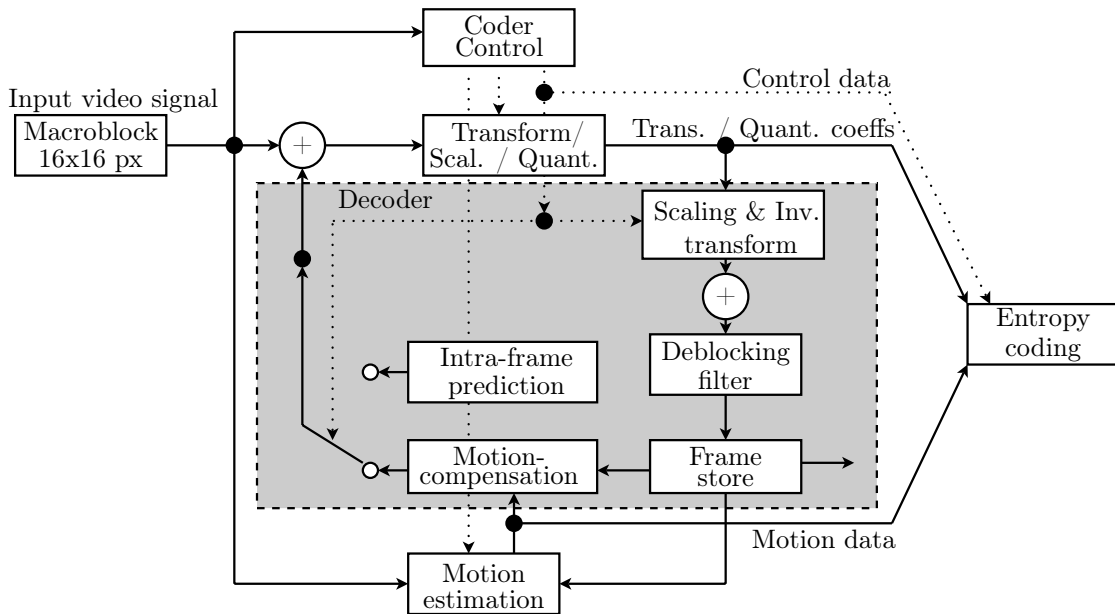 Coder
Control
Control data
Input video signal
Macroblock
16x16 px
+
Transform/
Scal. / Quant.
Trans. / Quant. coeffs
Decoder
Scaling & Inv.
transform
+
Entropy
coding
Intra-frame
prediction
Deblocking
filter
Motion-
compensation
Frame
store
Motion data
Motion
estimation